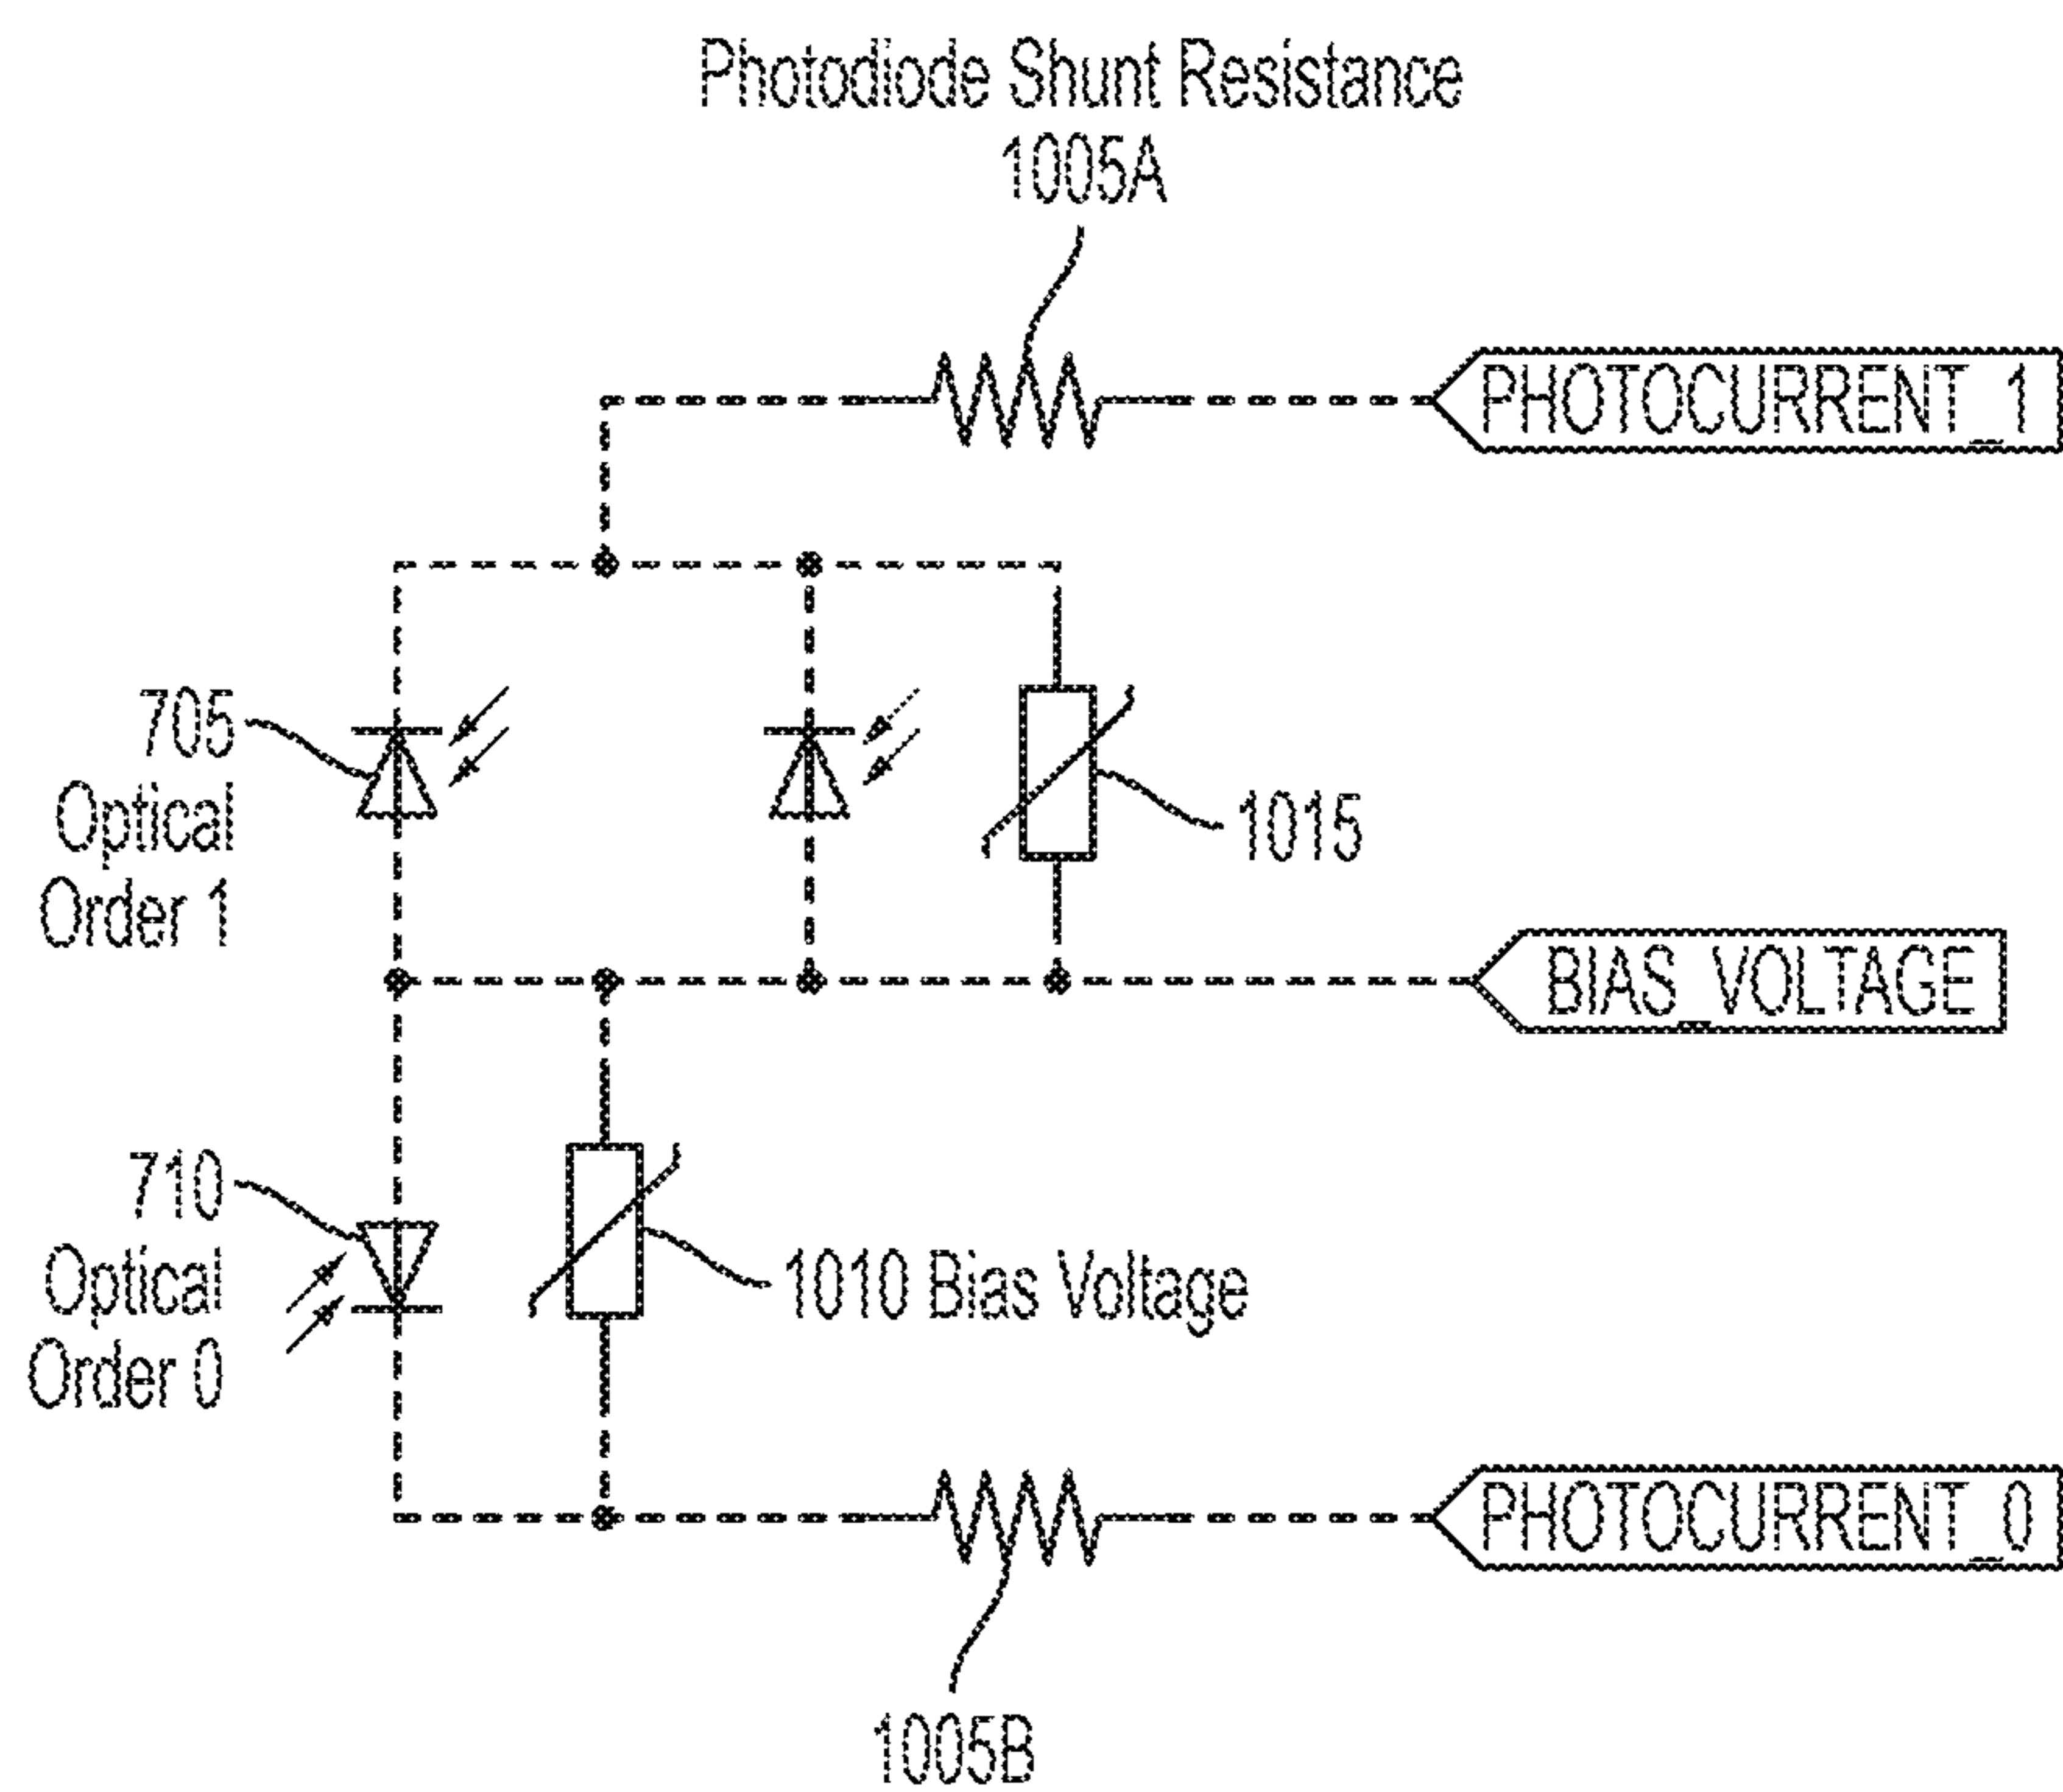 Photodiode Shunt Resistance
1005A
PHOTOCURRENT_1
705
Optical
Order 1
1015
BIAS_VOLTAGE
710
Optical
Order 0
1010 Bias Voltage
PHOTOCURRENT_0
1005B